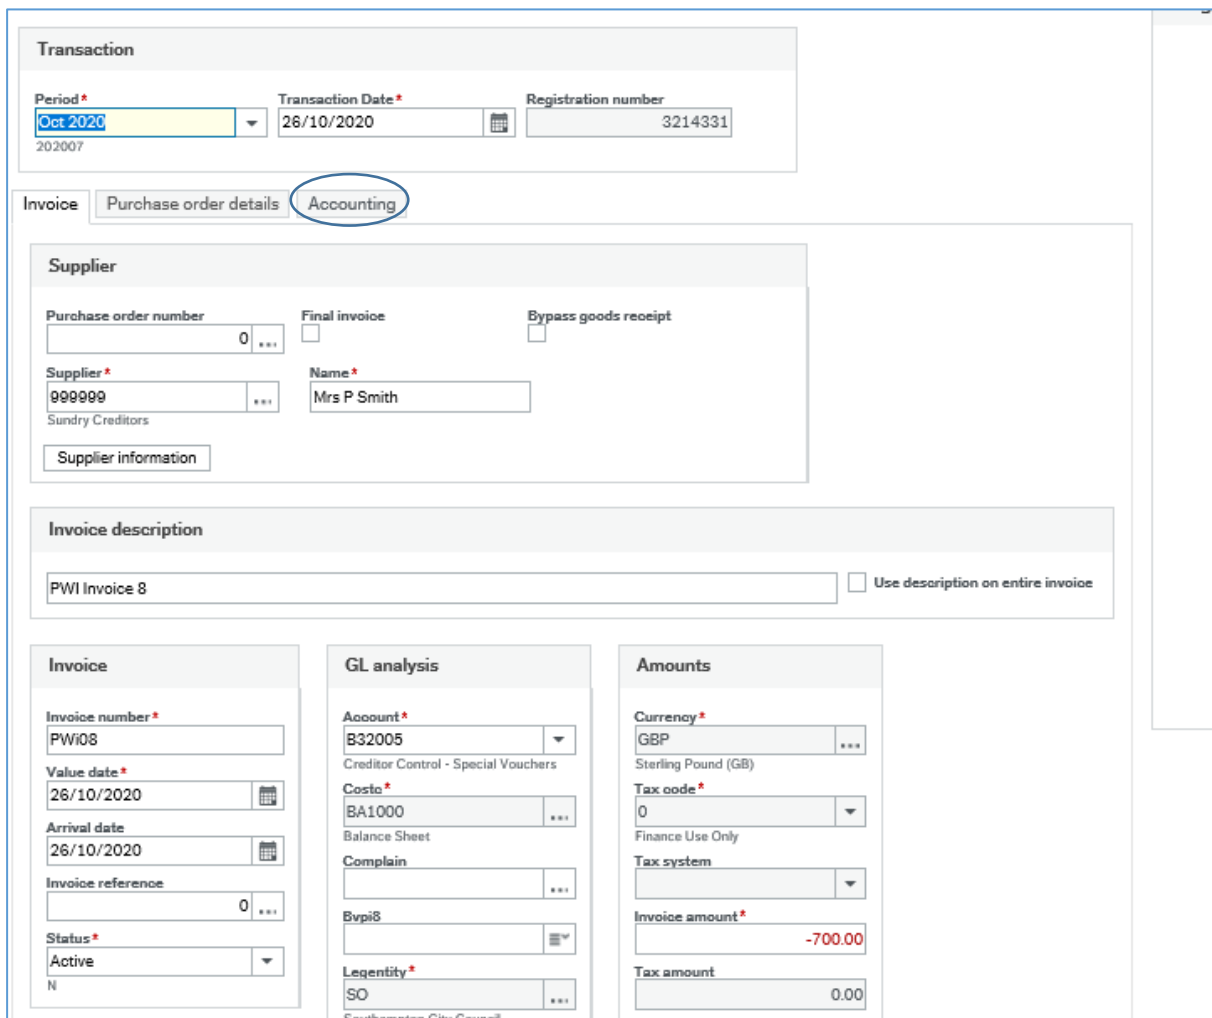 Transaction
Period* Transaction Date* Registration number
Oct 2020 26/10/2020 3214331
202007
Invoice Purchase order details Accounting
Supplier
Purchase order number Final invoice Bypass goods receipt
0 ...
Supplier* Name*
999999 ... Mrs P Smith
Sundry Creditors
Supplier information
Invoice description
PWI Invoice 8 Use description on entire invoice
Invoice
Invoice number*
PWi08
Value date*
26/10/2020
Arrival date
26/10/2020
Invoice reference
0 ...
Status*
Active
N
GL analysis
Account*
B32005
Creditor Control - Special Vouchers
Costc*
BA1000 ...
Balance Sheet
Complain
...
Bvpi8
Legentity*
SO ...
Southampton City Council
Amounts
Currency*
GBP ...
Sterling Pound (GB)
Tax code*
0
Finance Use Only
Tax system
Invoice amount*
-700.00
Tax amount
0.00